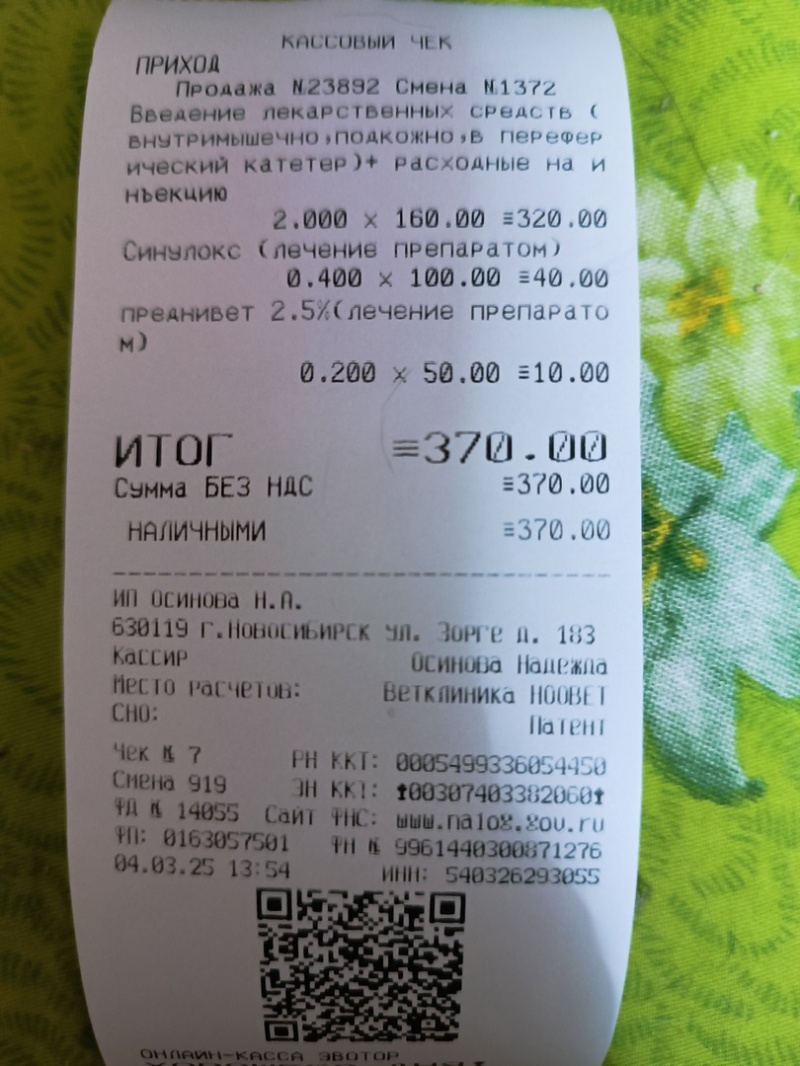 КАССОВЫЙ ЧЕК
ПРИХОД
Продажа №23892 Смена №1372
Введение лекарственных средств (
внутримышечно,подкожно,в перефер
ический катетер)+ расходные на и
нъекцию
2.000 x 160.00 ≡320.00
Синулокс (лечение препаратом)
0.400 x 100.00 ≡40.00
преднивет 2.5%(лечение препарато
м)
0.200 x 50.00 ≡10.00
ИТОГ ≡370.00
Сумма БЕЗ НДС ≡370.00
НАЛИЧНЫМИ ≡370.00
ИП Осинова Н.А.
630119 г.Новосибирск ул. Зорге д. 183
Кассир Осинова Надежда
Место расчетов: Ветклиника НООВЕТ
СНО: Патент
Чек № 7 РН ККТ: 0005499336054450
Смена 919 ЗН ККТ: 00307403382060
ФД № 14055 Сайт ФНС: www.nalog.gov.ru
ФП: 0163057501 ФН № 9961440300871276
04.03.25 13:54 ИНН: 540326293055
ОНЛАЙН-КАССА ЭВОТОР